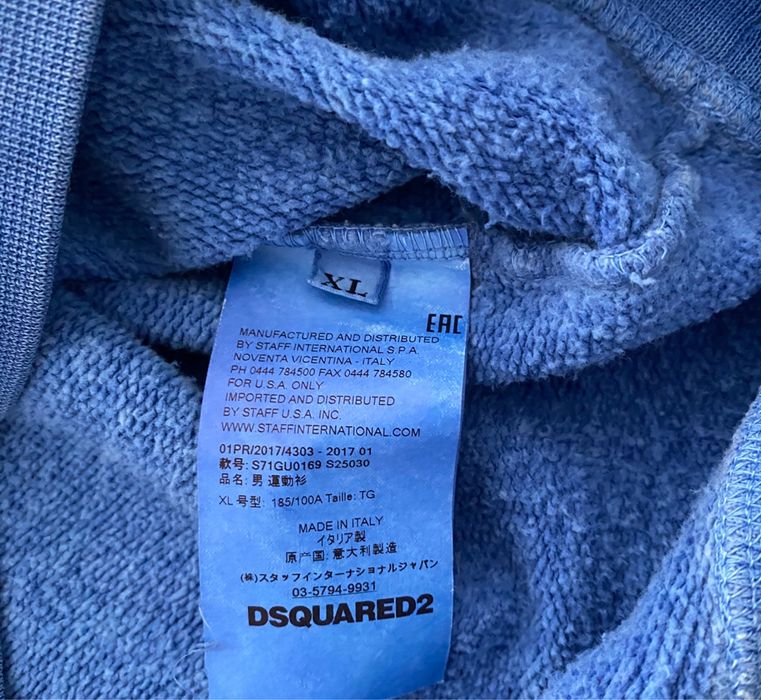 XL
EAC
MANUFACTURED AND DISTRIBUTED
BY STAFF INTERNATIONAL S.P.A.
NOVENTA VICENTINA - ITALY
PH 0444 784500 FAX 0444 784580
FOR U.S.A. ONLY
IMPORTED AND DISTRIBUTED
BY STAFF U.S.A. INC.
WWW.STAFFINTERNATIONAL.COM
01PR/2017/4303 - 2017 01
款号: S71GU0169 S25030
品名: 男 運動衫
XL 号型: 185/100A Taille: TG
MADE IN ITALY
イタリア製
原产国: 意大利製造
(株)スタッフインターナショナルジャパン
03-5794-9931
DSQUARED2